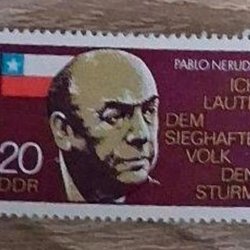 PABLO NERUDA
ICH
LAUT
DEM
SIEGHAFTE
VOLK
DEN
STURM
20
DDR